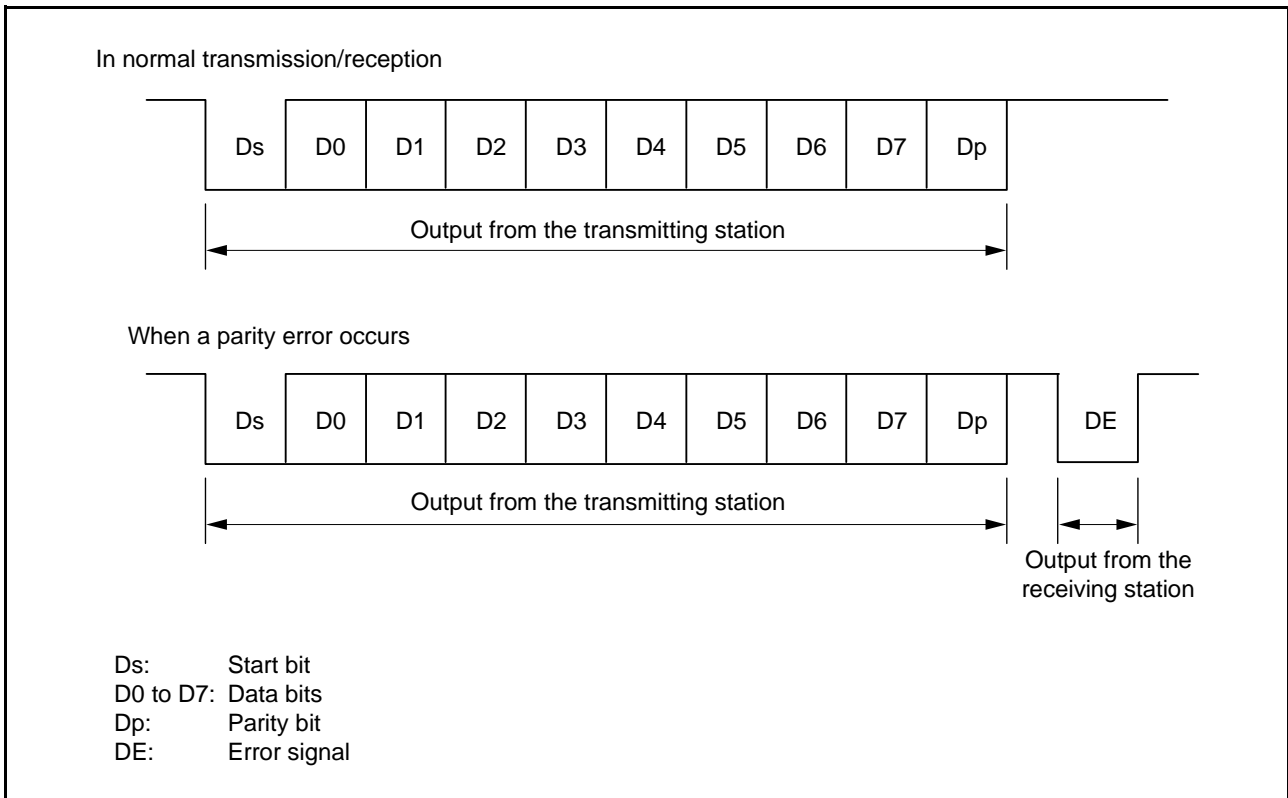 In normal transmission/reception
Ds D0 D1 D2 D3 D4 D5 D6 D7 Dp
Output from the transmitting station
When a parity error occurs
Ds D0 D1 D2 D3 D4 D5 D6 D7 Dp DE
Output from the transmitting station
Output from the
receiving station
Ds: Start bit
D0 to D7: Data bits
Dp: Parity bit
DE: Error signal